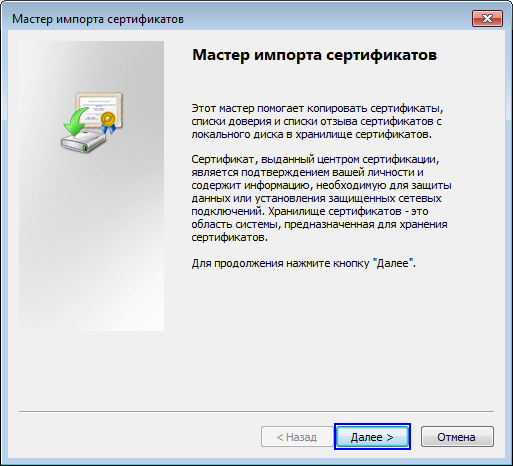 Мастер импорта сертификатов
Мастер импорта сертификатов
Этот мастер помогает копировать сертификаты,
списки доверия и списки отзыва сертификатов с
локального диска в хранилище сертификатов.
Сертификат, выданный центром сертификации,
является подтверждением вашей личности и
содержит информацию, необходимую для защиты
данных или установления защищенных сетевых
подключений. Хранилище сертификатов - это
область системы, предназначенная для хранения
сертификатов.
Для продолжения нажмите кнопку "Далее".
< Назад
Далее >
Отмена